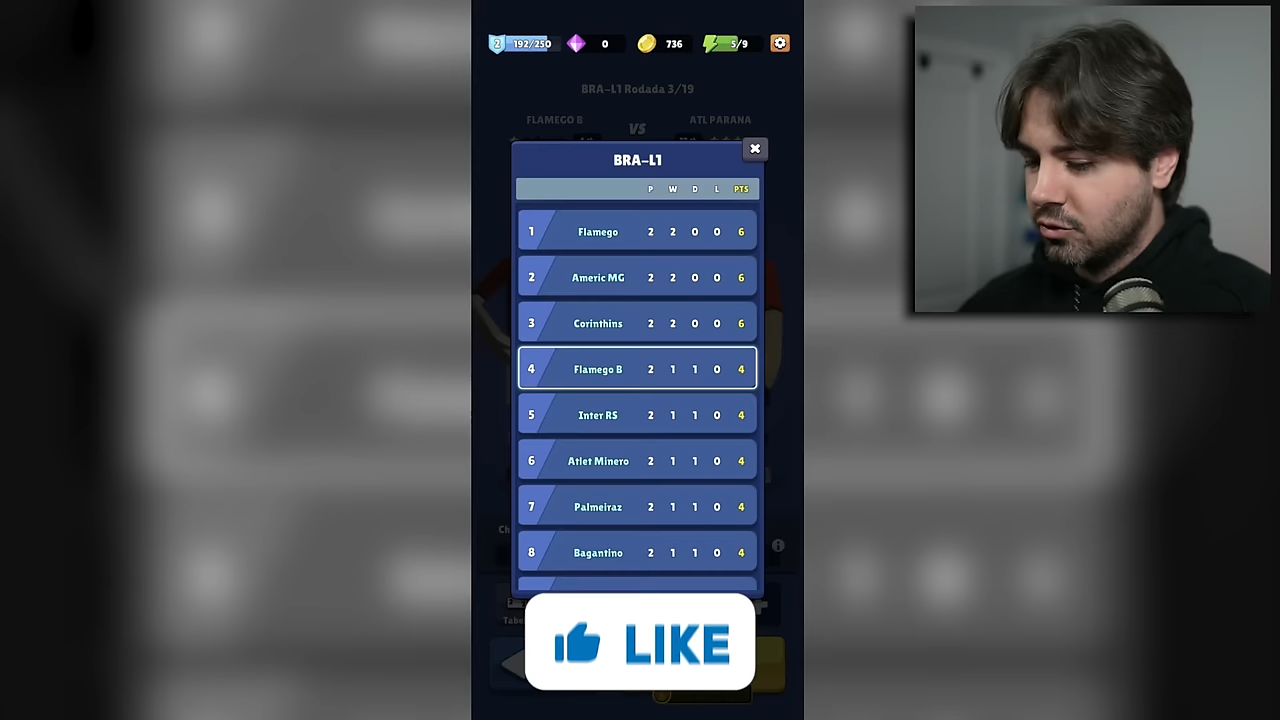 2 192/250 0 736 5/9
BRA-L1 Rodada 3/19
FLAMEGO B VS ATL PARANA
BRA-L1
P W D L PTS
1 Flamego 2 2 0 0 6
2 Americ MG 2 2 0 0 6
3 Corinthins 2 2 0 0 6
4 Flamego B 2 1 1 0 4
5 Inter RS 2 1 1 0 4
6 Atlet Minero 2 1 1 0 4
7 Palmeiraz 2 1 1 0 4
8 Bagantino 2 1 1 0 4
Ch
Tabe
LIKE